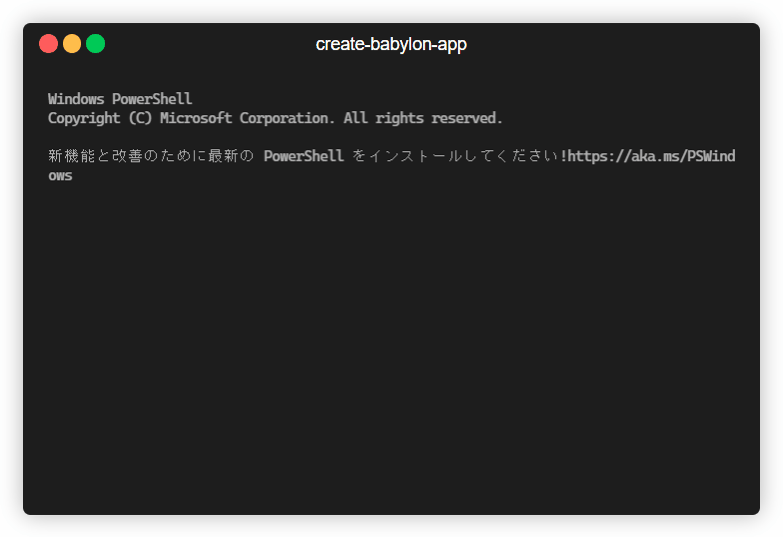 create-babylon-app
Windows PowerShell
Copyright (C) Microsoft Corporation. All rights reserved.
新機能と改善のために最新の PowerShell をインストールしてください!https://aka.ms/PSWind
ows